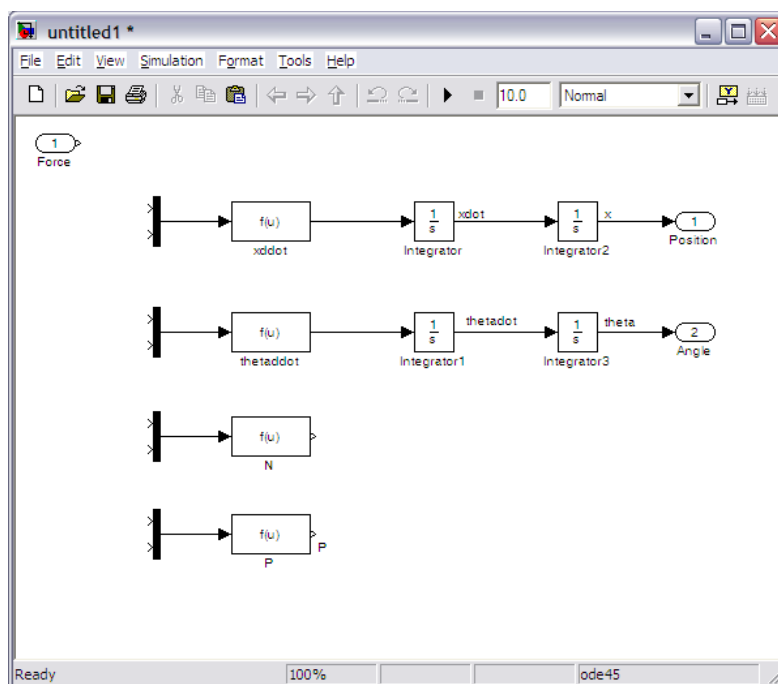 untitled1 *
File Edit View Simulation Format Tools Help
10.0 Normal
1
Force
f(u) 1/s xdot 1/s x 1
xddot Integrator Integrator2 Position
f(u) 1/s thetadot 1/s theta 2
thetaddot Integrator1 Integrator3 Angle
f(u)
N
f(u) P
P
Ready 100% ode45